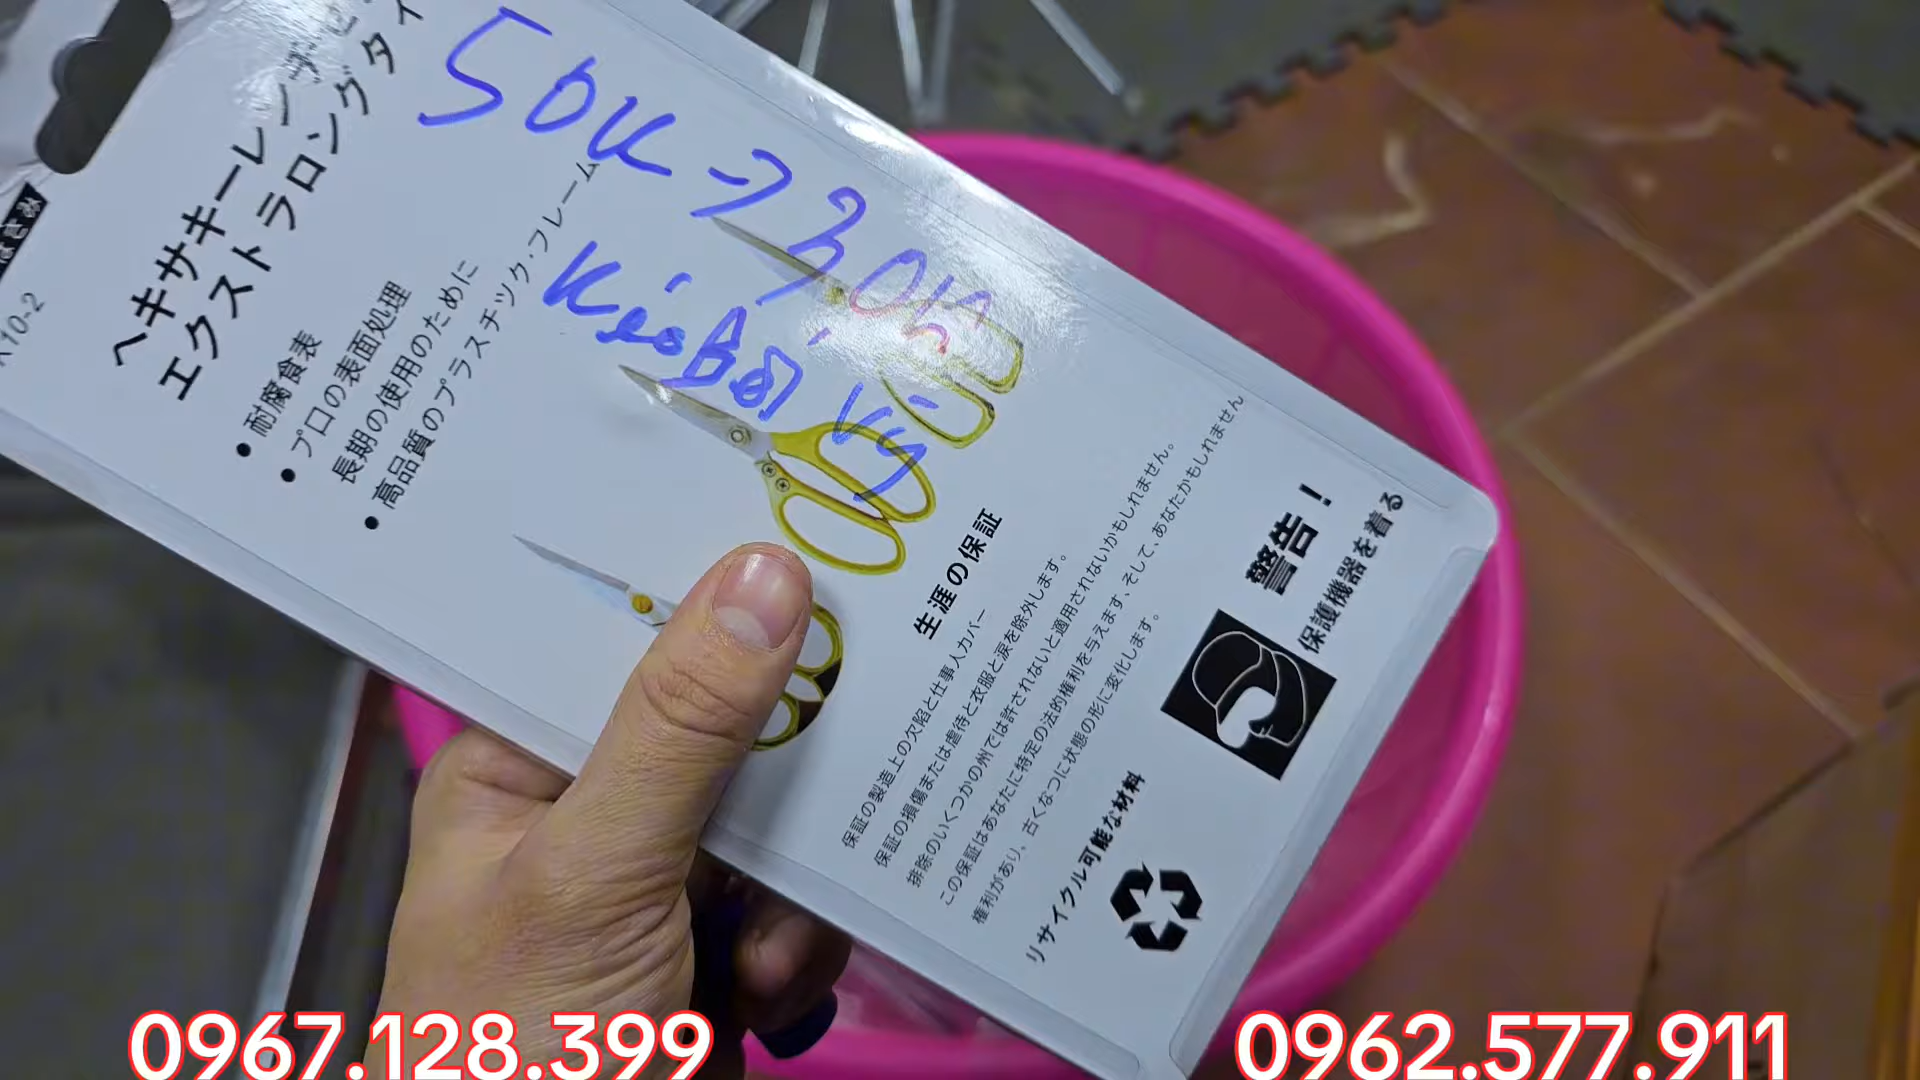 50K → 30K
Kéo Bởi Vg
はさみ
10-2
ヘキサキーレン
エクストラロングタイ
● 耐腐食表
● プロの表面処理
長期の使用のために
● 高品質のプラスチツク・フレーム
生涯の保証
保証の製造上の欠陥と仕事人カバー
保証の損傷または虐待と衣服と涙を除外します。
排除のいくつかの州では許されないと適用されないかもしれません。
この保証はあなたに特定の法的権利を与えます、そして、あなたかもしれません
権利があり、古くなつに状態の形に変化します。
警告！
保護機器を着る
リサイクル可能な材料
0967.128.399
0962.577.911